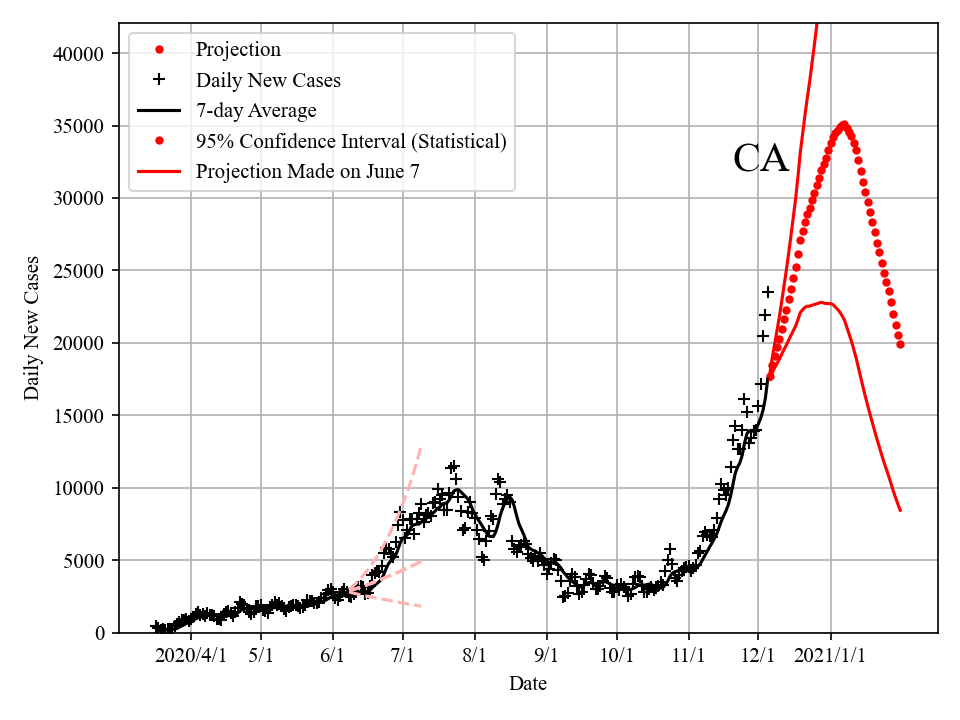 Projection
Daily New Cases
7-day Average
95% Confidence Interval (Statistical)
Projection Made on June 7
CA
40000
35000
30000
25000
20000
15000
10000
5000
0
Daily New Cases
2020/4/1 5/1 6/1 7/1 8/1 9/1 10/1 11/1 12/1 2021/1/1
Date